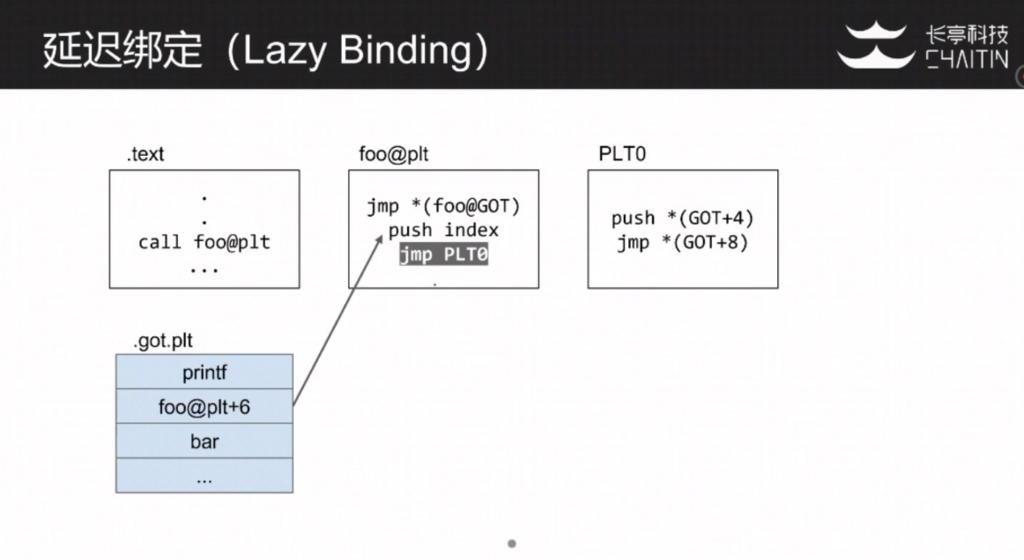 延迟绑定（Lazy Binding）
长亭科技
CHAITIN
.text
.
.
call foo@plt
...
foo@plt
jmp *(foo@GOT)
push index
jmp PLT0
PLT0
push *(GOT+4)
jmp *(GOT+8)
.got.plt
printf
foo@plt+6
bar
...